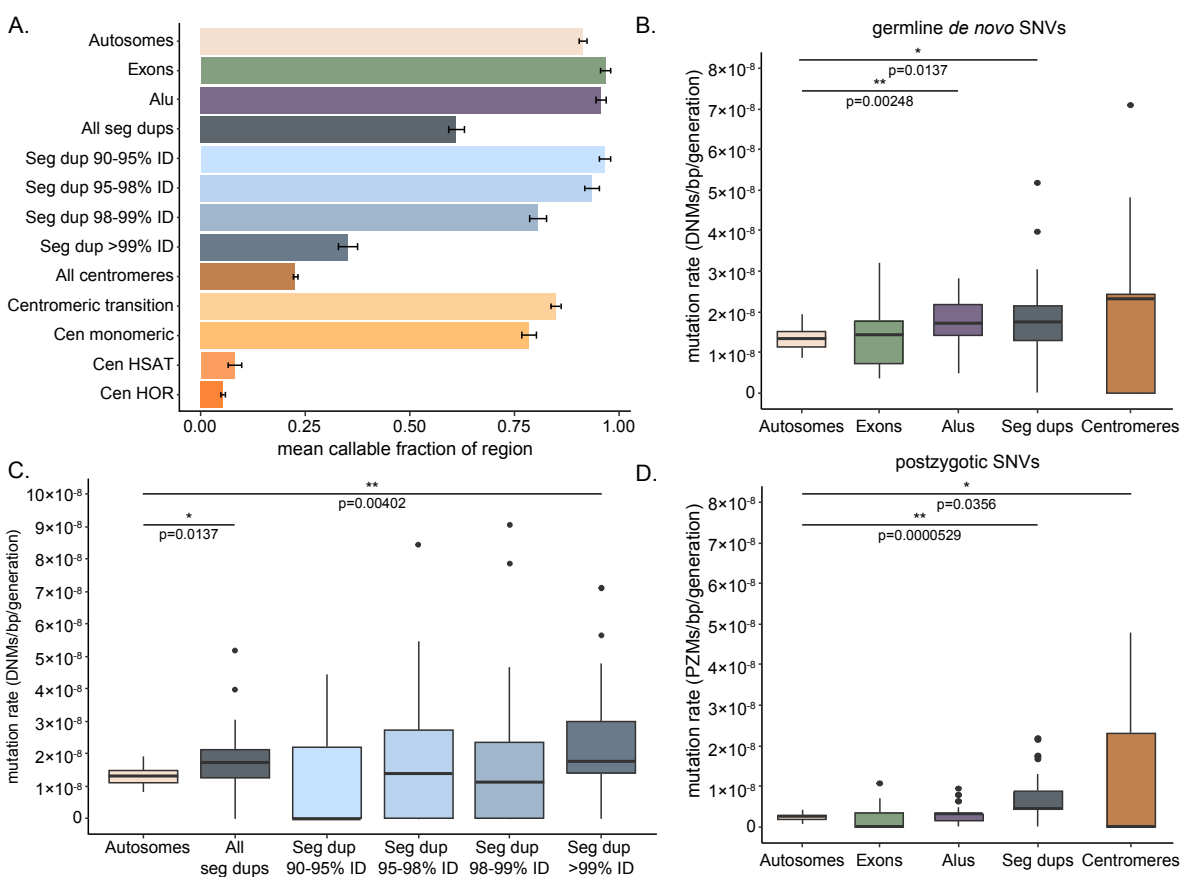 A.
Autosomes
Exons
Alu
All seg dups
Seg dup 90-95% ID
Seg dup 95-98% ID
Seg dup 98-99% ID
Seg dup >99% ID
All centromeres
Centromeric transition
Cen monomeric
Cen HSAT
Cen HOR
0.00 0.25 0.50 0.75 1.00
mean callable fraction of region
B.
germline de novo SNVs
mutation rate (DNMs/bp/generation)
8×10⁻⁸
7×10⁻⁸
6×10⁻⁸
5×10⁻⁸
4×10⁻⁸
3×10⁻⁸
2×10⁻⁸
1×10⁻⁸
0
*
p=0.0137
**
p=0.00248
Autosomes Exons Alus Seg dups Centromeres
C.
mutation rate (DNMs/bp/generation)
10×10⁻⁸
9×10⁻⁸
8×10⁻⁸
7×10⁻⁸
6×10⁻⁸
5×10⁻⁸
4×10⁻⁸
3×10⁻⁸
2×10⁻⁸
1×10⁻⁸
0
**
p=0.00402
*
p=0.0137
Autosomes All Seg dup Seg dup Seg dup Seg dup
seg dups 90-95% ID 95-98% ID 98-99% ID >99% ID
D.
postzygotic SNVs
mutation rate (PZMs/bp/generation)
8×10⁻⁸
7×10⁻⁸
6×10⁻⁸
5×10⁻⁸
4×10⁻⁸
3×10⁻⁸
2×10⁻⁸
1×10⁻⁸
0
*
p=0.0356
**
p=0.0000529
Autosomes Exons Alus Seg dups Centromeres